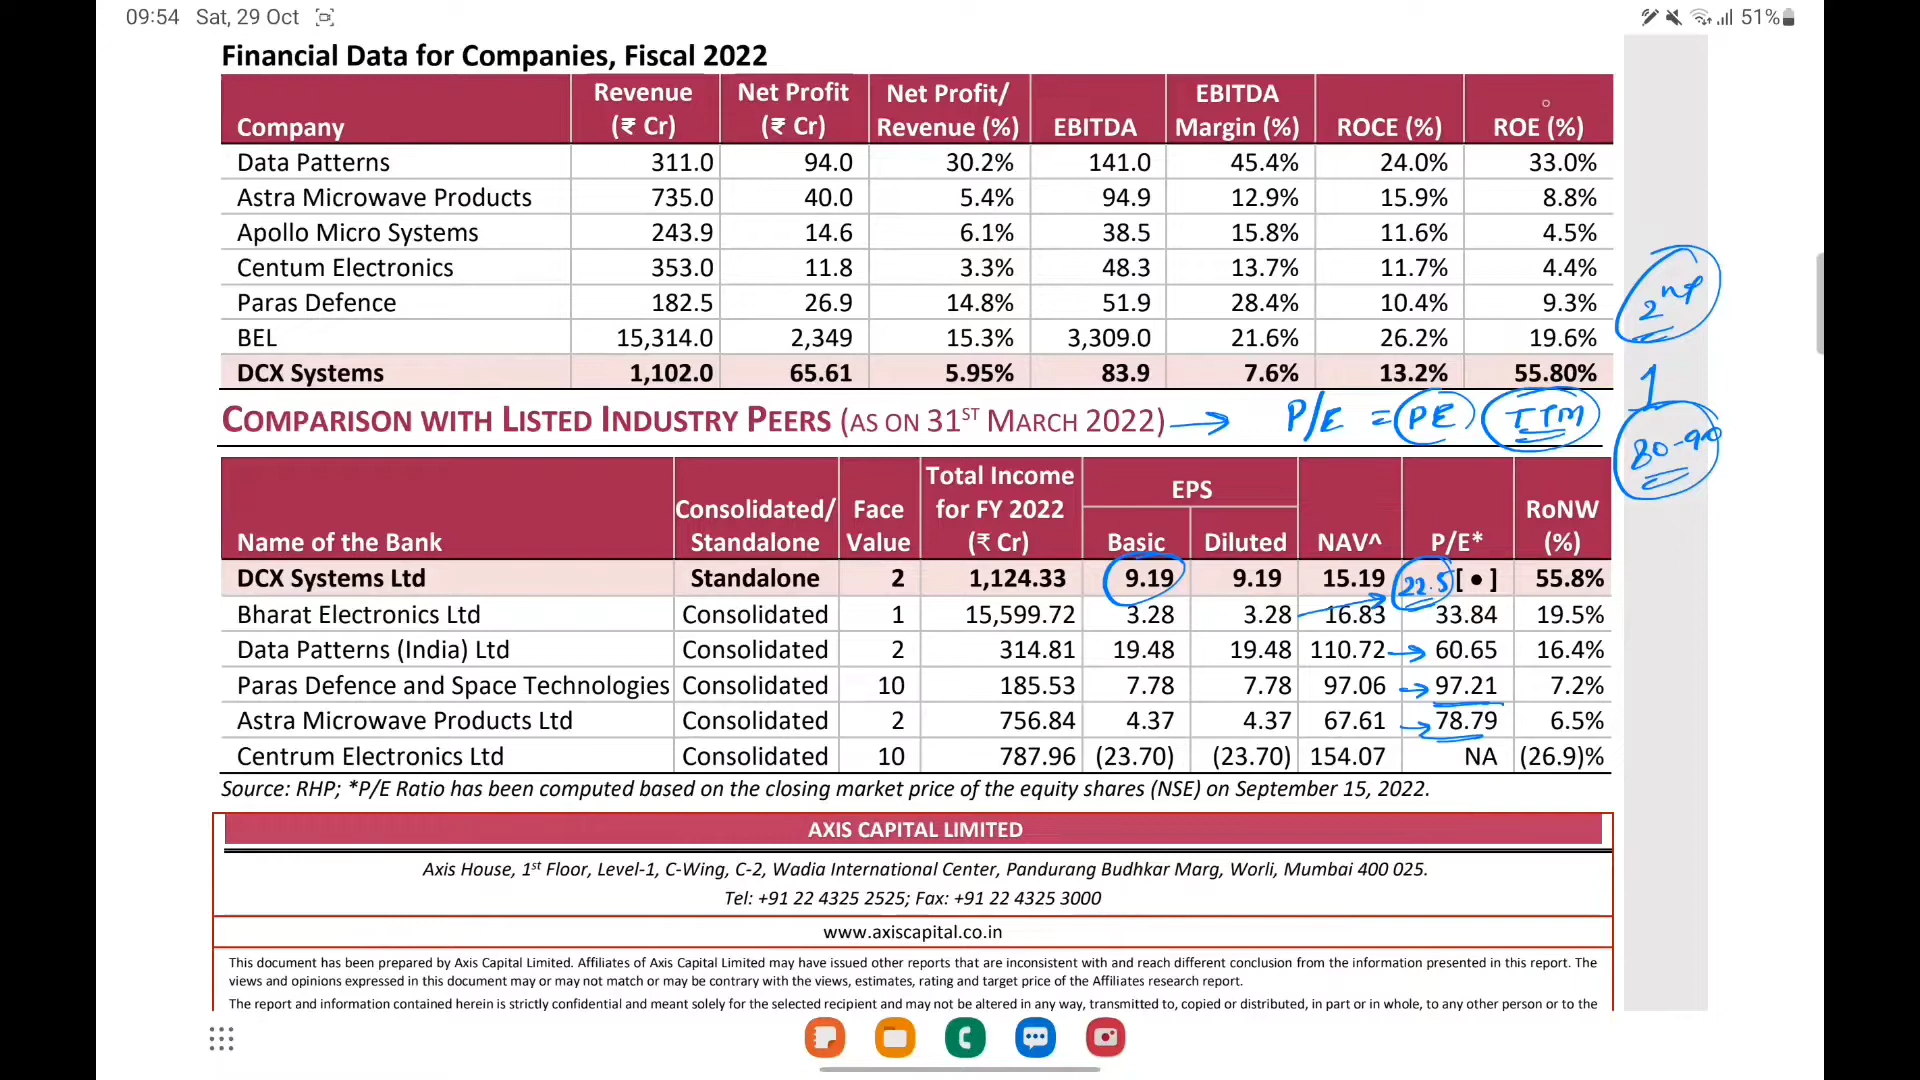 09:54 Sat, 29 Oct 51%
Financial Data for Companies, Fiscal 2022
Company Revenue (₹ Cr) Net Profit (₹ Cr) Net Profit/ Revenue (%) EBITDA EBITDA Margin (%) ROCE (%) ROE (%)
Data Patterns 311.0 94.0 30.2% 141.0 45.4% 24.0% 33.0%
Astra Microwave Products 735.0 40.0 5.4% 94.9 12.9% 15.9% 8.8%
Apollo Micro Systems 243.9 14.6 6.1% 38.5 15.8% 11.6% 4.5%
Centum Electronics 353.0 11.8 3.3% 48.3 13.7% 11.7% 4.4%
Paras Defence 182.5 26.9 14.8% 51.9 28.4% 10.4% 9.3%
BEL 15,314.0 2,349 15.3% 3,309.0 21.6% 26.2% 19.6%
DCX Systems 1,102.0 65.61 5.95% 83.9 7.6% 13.2% 55.80%
2
1
80-90
COMPARISON WITH LISTED INDUSTRY PEERS (AS ON 31ST MARCH 2022) → P/E = PE TTM
Name of the Bank Consolidated/ Standalone Face Value Total Income for FY 2022 (₹ Cr) EPS Basic Diluted NAV^ P/E* RoNW (%)
DCX Systems Ltd Standalone 2 1,124.33 9.19 9.19 15.19 22.5 [●] 55.8%
Bharat Electronics Ltd Consolidated 1 15,599.72 3.28 3.28 16.83 33.84 19.5%
Data Patterns (India) Ltd Consolidated 2 314.81 19.48 19.48 110.72 60.65 16.4%
Paras Defence and Space Technologies Consolidated 10 185.53 7.78 7.78 97.06 97.21 7.2%
Astra Microwave Products Ltd Consolidated 2 756.84 4.37 4.37 67.61 78.79 6.5%
Centrum Electronics Ltd Consolidated 10 787.96 (23.70) (23.70) 154.07 NA (26.9)%
Source: RHP; *P/E Ratio has been computed based on the closing market price of the equity shares (NSE) on September 15, 2022.
AXIS CAPITAL LIMITED
Axis House, 1st Floor, Level-1, C-Wing, C-2, Wadia International Center, Pandurang Budhkar Marg, Worli, Mumbai 400 025.
Tel: +91 22 4325 2525; Fax: +91 22 4325 3000
www.axiscapital.co.in
This document has been prepared by Axis Capital Limited. Affiliates of Axis Capital Limited may have issued other reports that are inconsistent with and reach different conclusion from the information presented in this report. The
views and opinions expressed in this document may or may not match or may be contrary with the views, estimates, rating and target price of the Affiliates research report.
The report and information contained herein is strictly confidential and meant solely for the selected recipient and may not be altered in any way, transmitted to, copied or distributed, in part or in whole, to any other person or to the